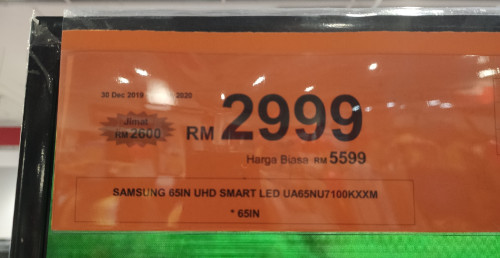 30 Dec 2019 2020
Jimat
RM 2600
RM 2999
Harga Biasa RM 5599
SAMSUNG 65IN UHD SMART LED UA65NU7100KXXM
* 65IN